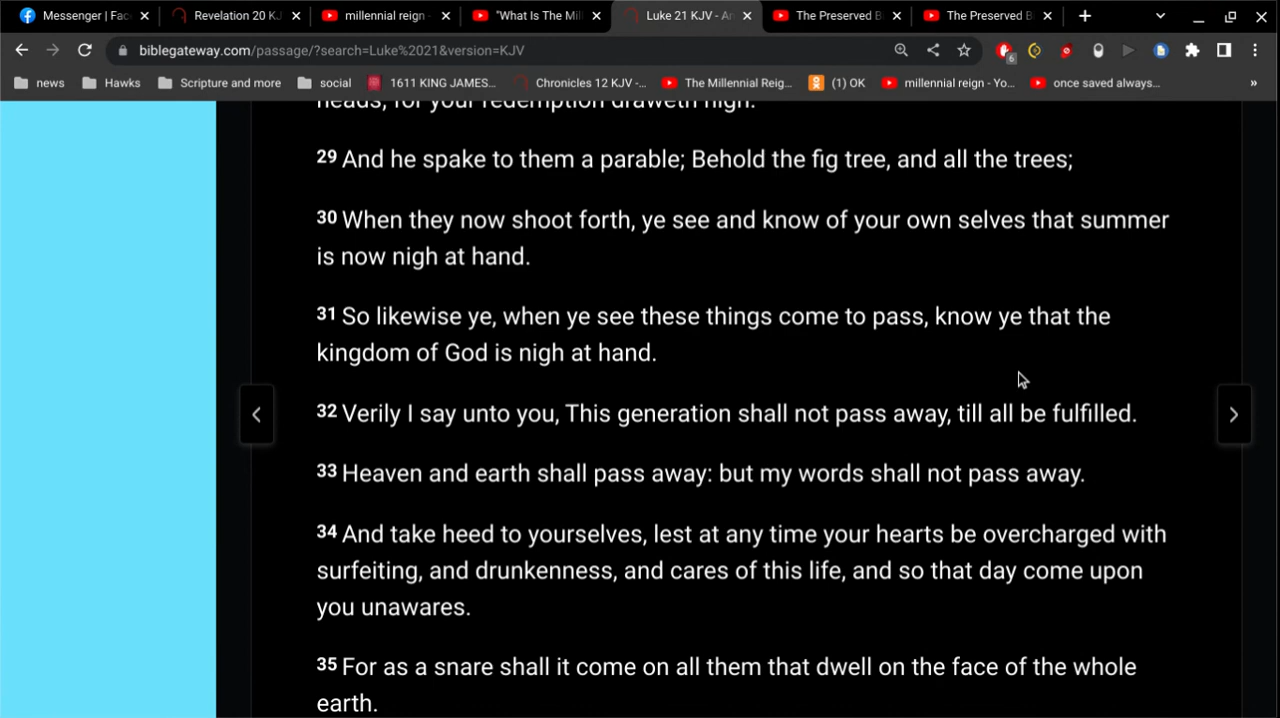 Messenger | Fac
Revelation 20 KJ
millennial reign -
"What Is The Mil
Luke 21 KJV - An
The Preserved B
The Preserved B
biblegateway.com/passage/?search=Luke%2021&version=KJV
6
news
Hawks
Scripture and more
social
1611 KING JAMES...
Chronicles 12 KJV -...
The Millennial Reig...
(1) OK
millennial reign - Yo...
once saved always...
»
heads; for your redemption draweth nigh.
29 And he spake to them a parable; Behold the fig tree, and all the trees;
30 When they now shoot forth, ye see and know of your own selves that summer
is now nigh at hand.
31 So likewise ye, when ye see these things come to pass, know ye that the
kingdom of God is nigh at hand.
32 Verily I say unto you, This generation shall not pass away, till all be fulfilled.
33 Heaven and earth shall pass away: but my words shall not pass away.
34 And take heed to yourselves, lest at any time your hearts be overcharged with
surfeiting, and drunkenness, and cares of this life, and so that day come upon
you unawares.
35 For as a snare shall it come on all them that dwell on the face of the whole
earth.